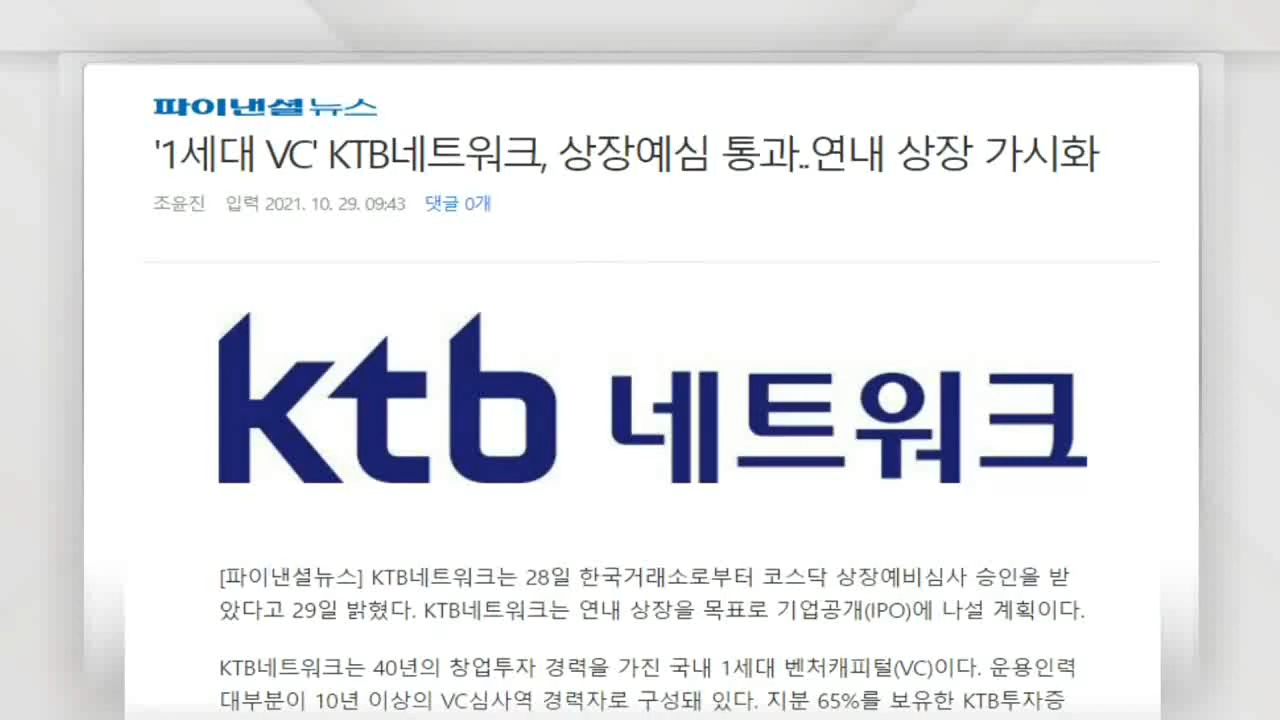 파이낸셜뉴스
'1세대 VC' KTB네트워크, 상장예심 통과..연내 상장 가시화
조윤진 입력 2021. 10. 29. 09:43 댓글 0개
ktb 네트워크
[파이낸셜뉴스] KTB네트워크는 28일 한국거래소로부터 코스닥 상장예비심사 승인을 받
았다고 29일 밝혔다. KTB네트워크는 연내 상장을 목표로 기업공개(IPO)에 나설 계획이다.
KTB네트워크는 40년의 창업투자 경력을 가진 국내 1세대 벤처캐피털(VC)이다. 운용인력
대부분이 10년 이상의 VC심사역 경력자로 구성돼 있다. 지분 65%를 보유한 KTB투자증